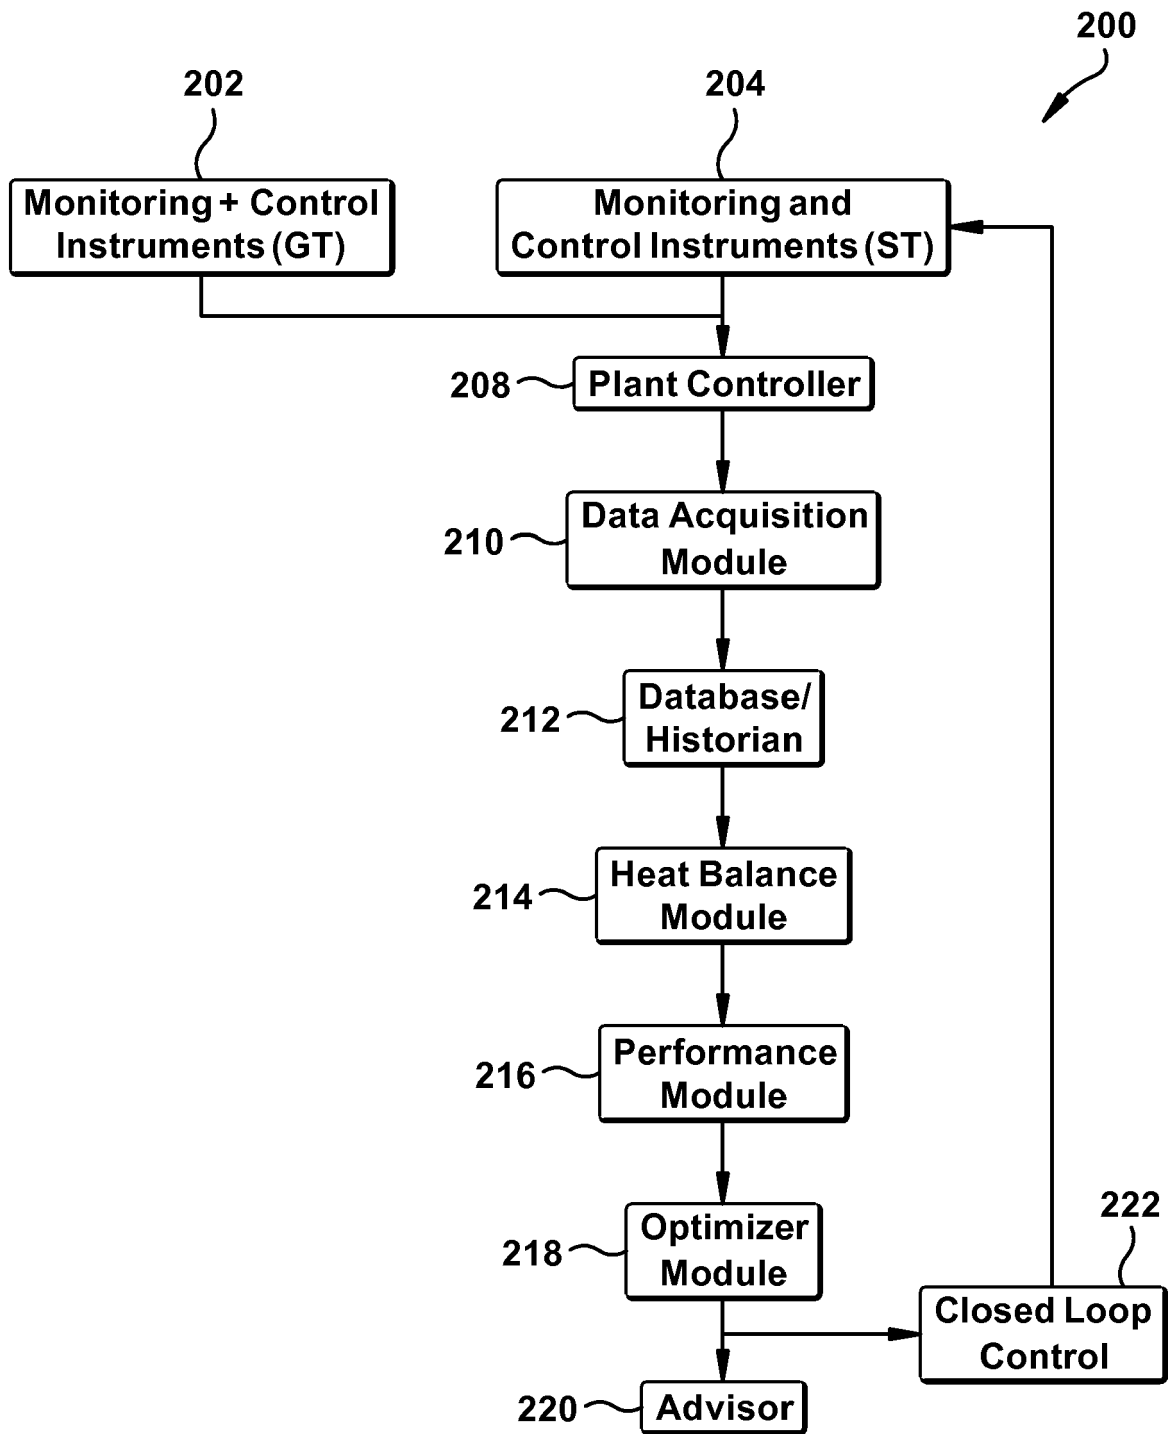 200
202
204
Monitoring + Control
Instruments (GT)
Monitoring and
Control Instruments (ST)
208
Plant Controller
210
Data Acquisition
Module
212
Database/
Historian
214
Heat Balance
Module
216
Performance
Module
218
Optimizer
Module
222
Closed Loop
Control
220
Advisor